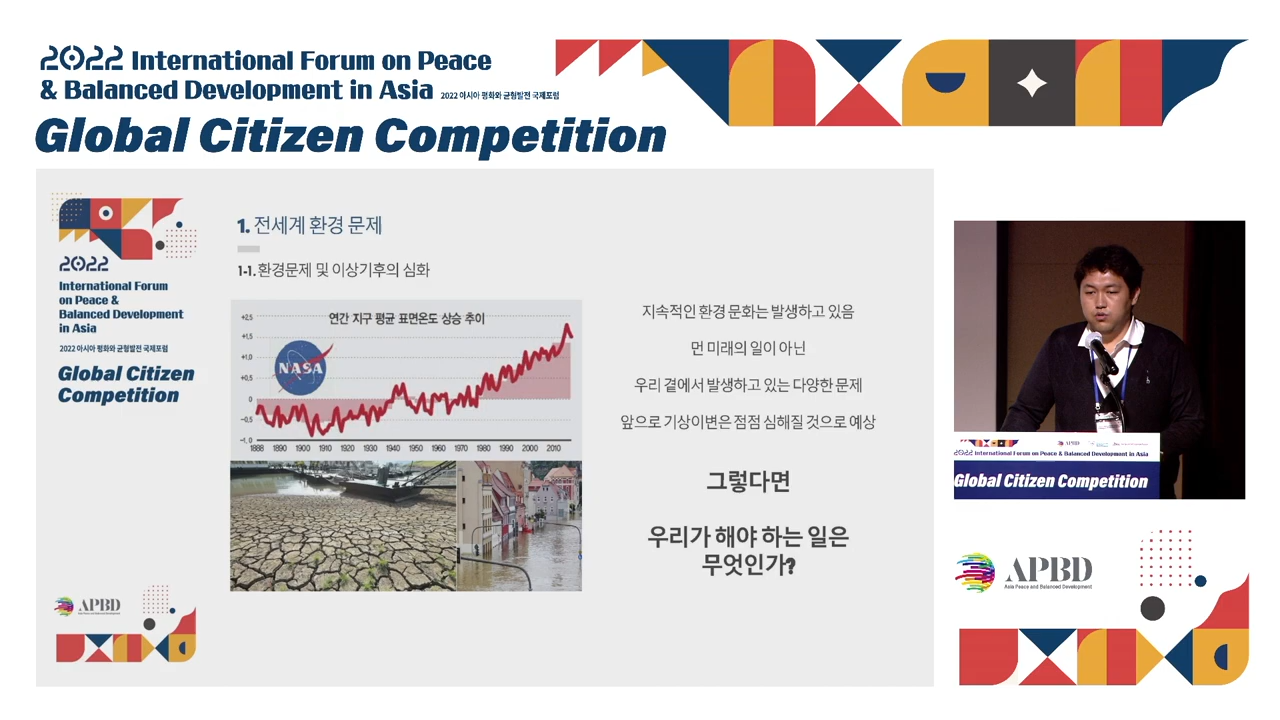 2022 International Forum on Peace
& Balanced Development in Asia 2022 아시아 평화와 균형발전 국제포럼
Global Citizen Competition
2022
International Forum
on Peace &
Balanced Development
in Asia
2022 아시아 평화와 균형발전 국제포럼
Global Citizen
Competition
APBD
Asia Peace and Balanced Development
1. 전세계 환경 문제
1-1. 환경문제 및 이상기후의 심화
연간 지구 평균 표면온도 상승 추이
NASA
+2,5
+1,5
+1,0
+0,5
0
-0,5
-1, 0
1888 1890 1900 1910 1920 1930 1940 1950 1960 1970 1980 1990 2000 2010
지속적인 환경 문화는 발생하고 있음
먼 미래의 일이 아닌
우리 곁에서 발생하고 있는 다양한 문제
앞으로 기상이변은 점점 심해질 것으로 예상
그렇다면
우리가 해야 하는 일은
무엇인가?
APBD
2022 International Forum on Peace & Balanced Development in Asia
Global Citizen Competition
APBD
Asia Peace and Balanced Development